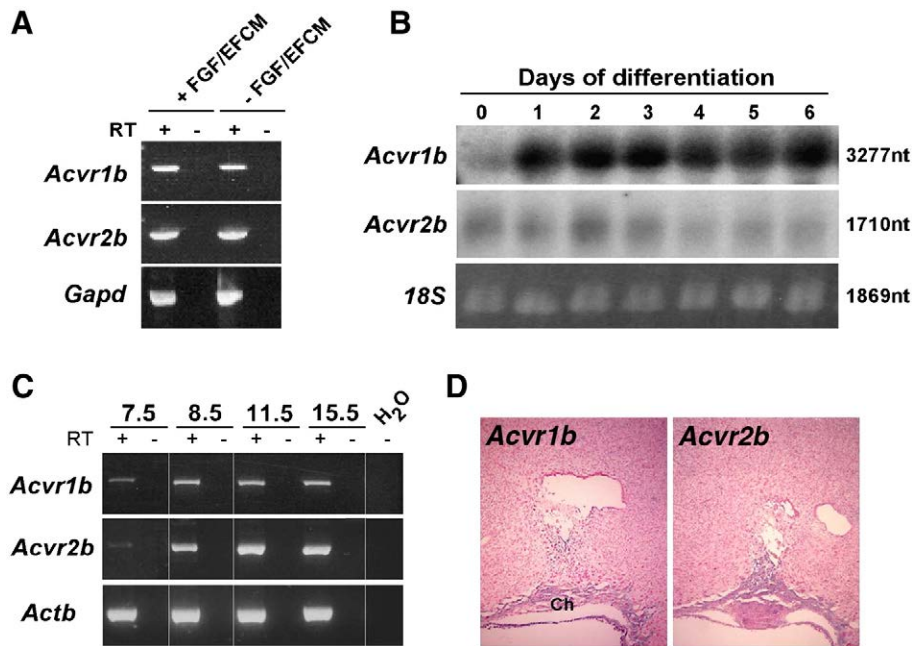 A
+ FGF/EFCM
- FGF/EFCM
RT + - + -
Acvr1b
Acvr2b
Gapd
B
Days of differentiation
0 1 2 3 4 5 6
Acvr1b 3277nt
Acvr2b 1710nt
18S 1869nt
C
7.5 8.5 11.5 15.5 H2O
RT + - + - + - + - -
Acvr1b
Acvr2b
Actb
D
Acvr1b Acvr2b
Ch